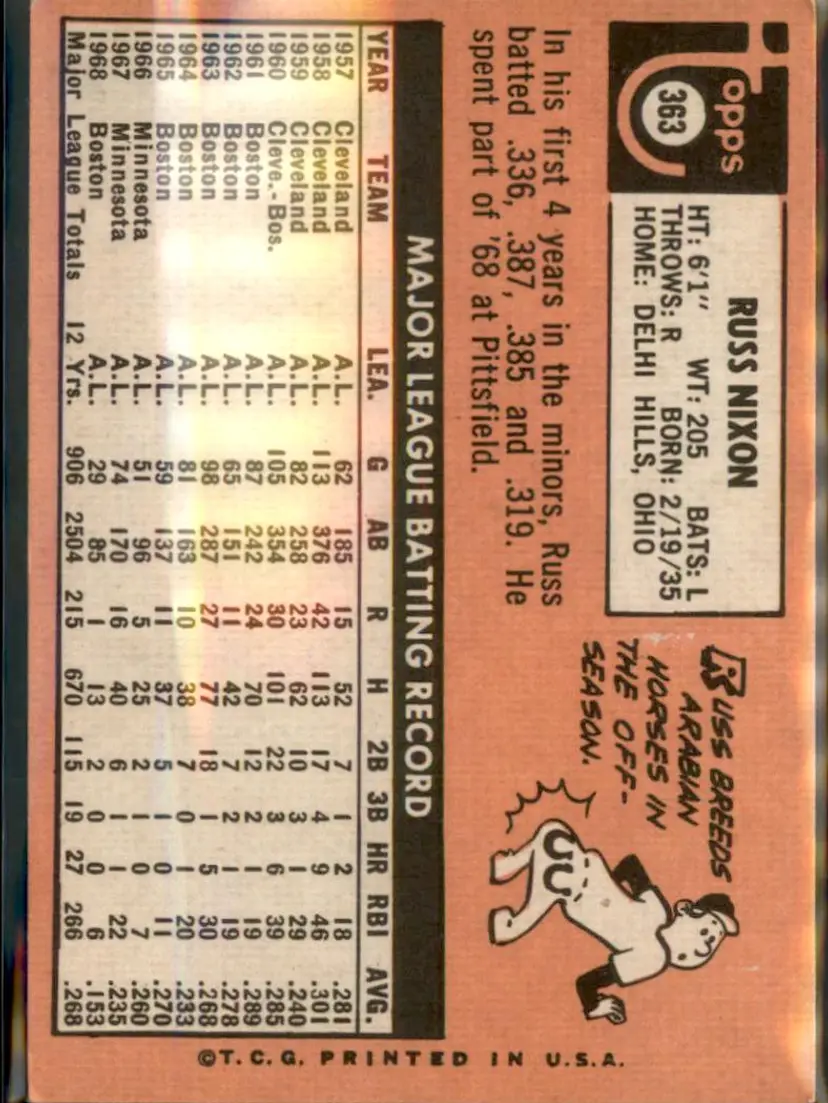 Topps
363
RUSS NIXON
HT: 6'1" WT: 205 BATS: L
THROWS: R BORN: 2/19/35
HOME: DELHI HILLS, OHIO
In his first 4 years in the minors, Russ
batted .336, .387, .385 and .319. He
spent part of '68 at Pittsfield.
RUSS BREEDS
ARABIAN
HORSES IN
THE OFF-
SEASON.
MAJOR LEAGUE BATTING RECORD
YEAR TEAM LEA. G AB R H 2B 3B HR RBI AVG.
1957 Cleveland A.L. 62 185 15 52 7 1 2 18 .281
1958 Cleveland A.L. 113 376 42 113 17 4 9 46 .301
1959 Cleveland A.L. 82 258 23 62 10 3 1 29 .240
1960 Cleve.-Bos. A.L. 105 354 30 101 22 3 6 39 .285
1961 Boston A.L. 87 242 24 70 12 2 1 19 .289
1962 Boston A.L. 65 151 11 42 7 2 1 19 .278
1963 Boston A.L. 98 287 27 77 18 1 5 30 .268
1964 Boston A.L. 81 163 10 38 7 0 1 20 .233
1965 Boston A.L. 59 137 11 37 5 1 0 11 .270
1966 Minnesota A.L. 51 96 5 25 2 1 0 7 .260
1967 Minnesota A.L. 74 170 16 40 6 1 1 22 .235
1968 Boston A.L. 29 85 1 13 2 0 0 6 .153
Major League Totals 12 Yrs. 906 2504 215 670 115 19 27 266 .268
©T.C.G. PRINTED IN U.S.A.